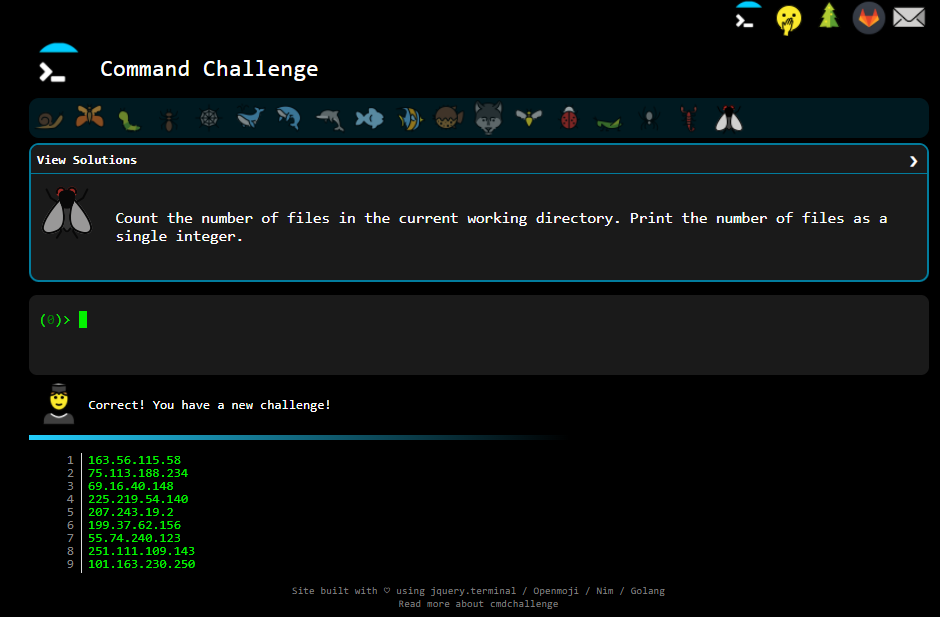 Command Challenge
View Solutions
Count the number of files in the current working directory. Print the number of files as a
single integer.
(0)>
Correct! You have a new challenge!
1 163.56.115.58
2 75.113.188.234
3 69.16.40.148
4 225.219.54.140
5 207.243.19.2
6 199.37.62.156
7 55.74.240.123
8 251.111.109.143
9 101.163.230.250
Site built with ♡ using jquery.terminal / Openmoji / Nim / Golang
Read more about cmdchallenge